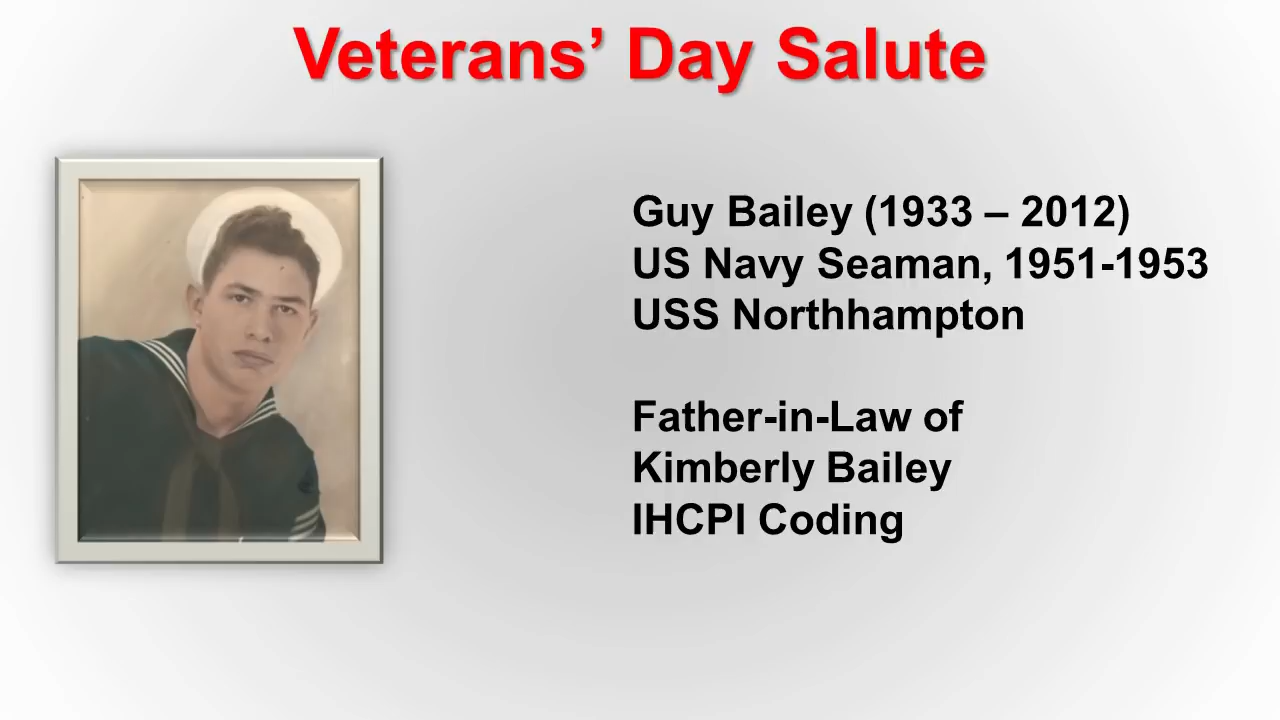 Veterans’ Day Salute
Guy Bailey (1933 – 2012)
US Navy Seaman, 1951-1953
USS Northhampton
Father-in-Law of
Kimberly Bailey
IHCPI Coding